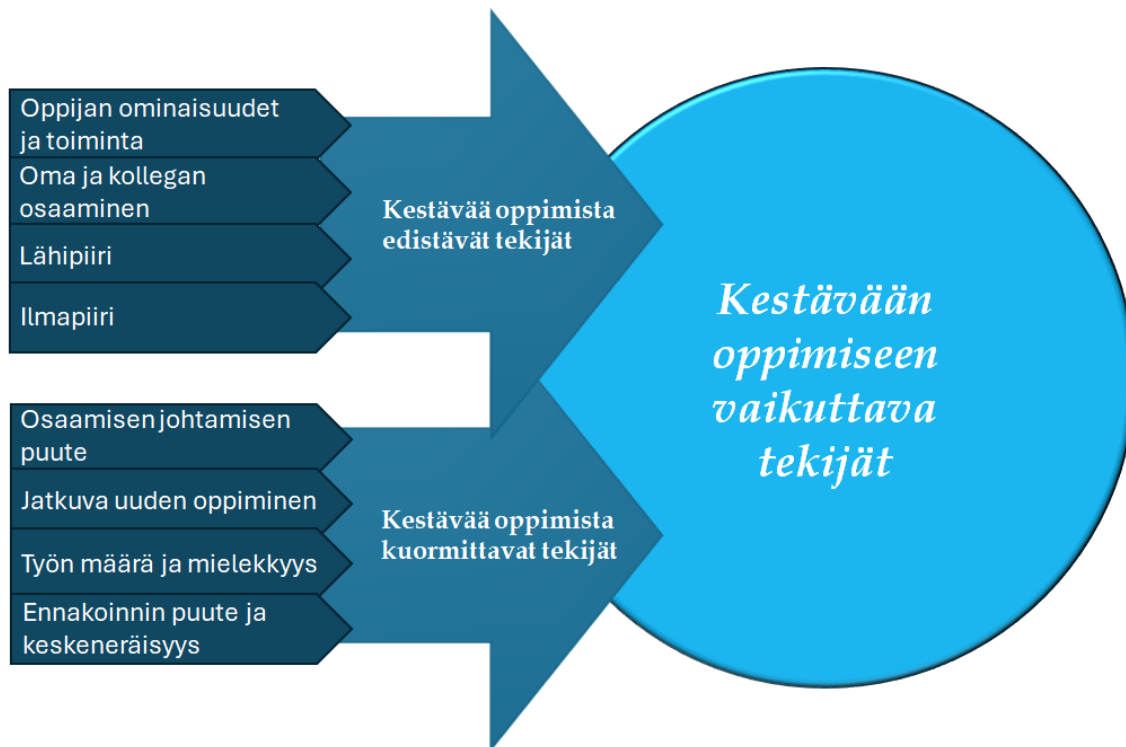 Oppijan ominaisuudet
ja toiminta
Oma ja kollegan
osaaminen
Lähipiiri
Ilmapiiri
Kestävää oppimista
edistävät tekijät
Osaamisen johtamisen
puute
Jatkuva uuden oppiminen
Työn määrä ja mielekkyys
Ennakoinnin puute ja
keskeneräisyys
Kestävää oppimista
kuormittavat tekijät
Kestävään
oppimiseen
vaikuttava
tekijät